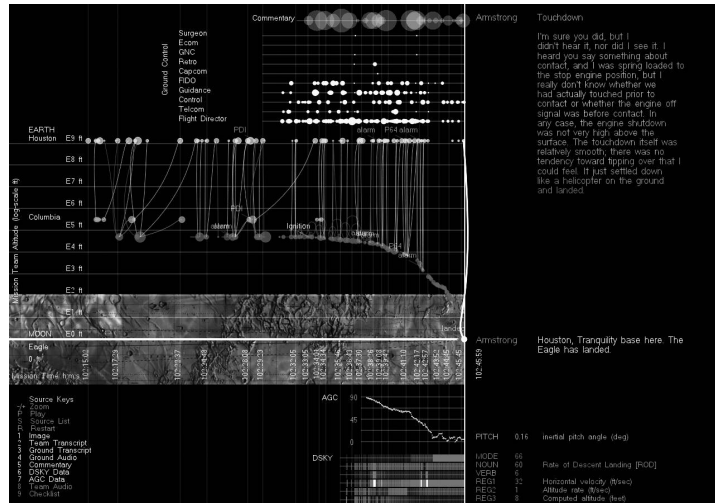 Commentary
Armstrong
Touchdown
Surgeon
Ecom
GNC
Retro
Capcom
FIDO
Guidance
Control
Telcom
Flight Director
Ground Control
I'm sure you did, but I
didn't hear it, nor did I see it. I
heard you say something about
contact, and I was spring loaded to
the stop engine position, but I
really don't know whether we
had actually touched prior to
contact or whether the engine off
signal was before contact. In
any case, the engine shutdown
was not very high above the
surface. The touchdown itself was
relatively smooth; there was no
tendency toward tipping over that I
could feel. It just settled down
like a helicopter on the ground
and landed.
EARTH
Houston
E9 ft
PDI
alarm
P64 alarm
E8 ft
E7 ft
E6 ft
PDI
Columbia
E5 ft
alarm
Ignition
E4 ft
P64
alarm
E3 ft
E2 ft
E1 ft
Mission Team Altitude (log-scale ft)
MOON
E0 ft
landed
Armstrong
Houston, Tranquility base here. The
Eagle has landed.
Eagle
0 ft
Mission Time hm:s
102:45:59
Source Keys
-/+ Zoom
P Play
S Source List
R Restart
1 Image
2 Team Transcript
3 Ground Transcript
4 Ground Audio
5 Commentary
6 DSKY Data
7 AGC Data
8 Team Audio
9 Checklist
AGC
90
45
0
PITCH 0.16 inertial pitch angle (deg)
DSKY
MODE 66
NOUN 60 Rate of Descent Landing [ROD]
VERB 6
REG1 32 Horizontal velocity (ft/sec)
REG2 1 Altitude rate (ft/sec)
REG3 8 Computed altitude (feet)